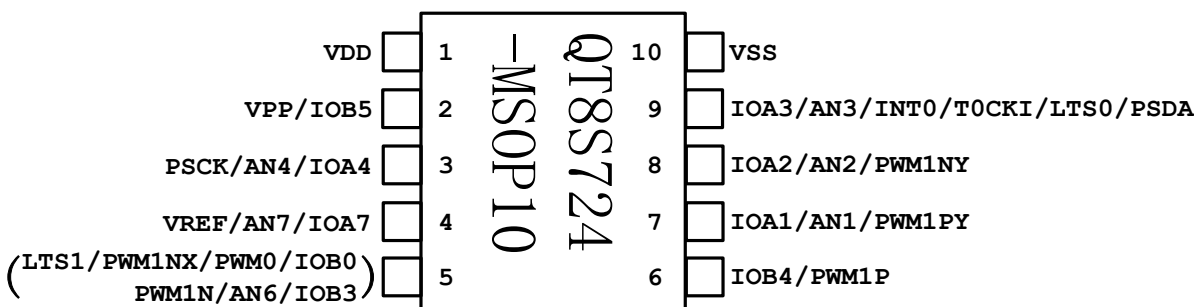 VDD 1 10 VSS
VPP/IOB5 2 9 IOA3/AN3/INT0/T0CKI/LTS0/PSDA
PSCK/AN4/IOA4 3 8 IOA2/AN2/PWM1NY
VREF/AN7/IOA7 4 7 IOA1/AN1/PWM1PY
(LTS1/PWM1NX/PWM0/IOB0
PWM1N/AN6/IOB3) 5 6 IOB4/PWM1P
QT8S724
-MSOP10